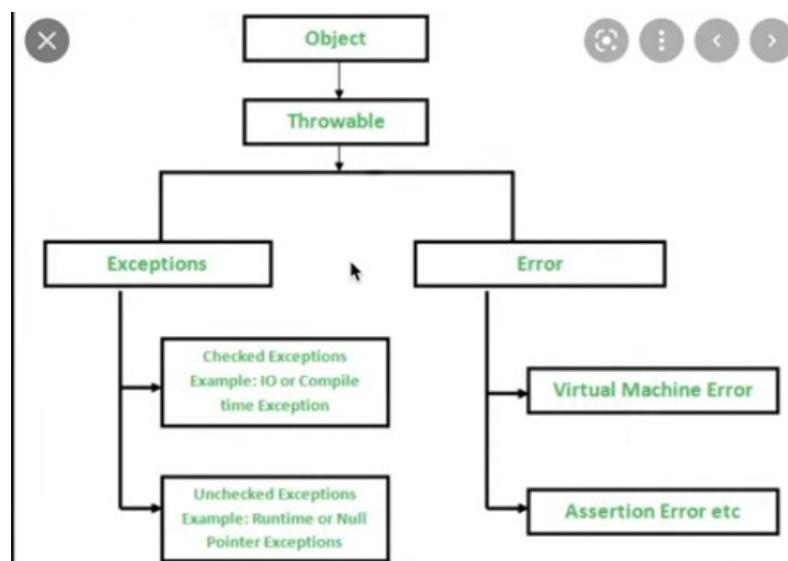 Object
Throwable
Exceptions
Error
Checked Exceptions
Example: IO or Compile
time Exception
Virtual Machine Error
Unchecked Exceptions
Example: Runtime or Null
Pointer Exceptions
Assertion Error etc